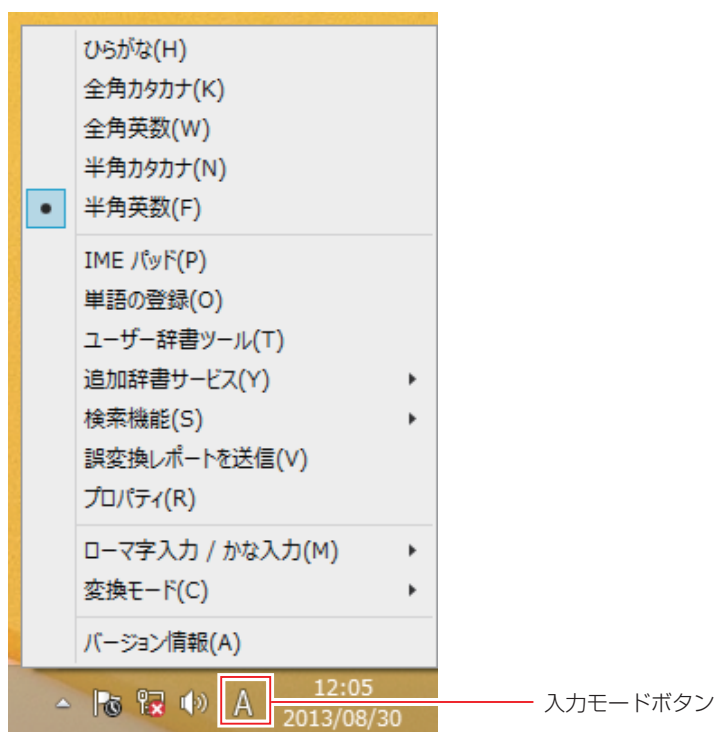 ひらがな(H)
全角カタカナ(K)
全角英数(W)
半角カタカナ(N)
半角英数(F)
IME パッド(P)
単語の登録(O)
ユーザー辞書ツール(T)
追加辞書サービス(Y)
検索機能(S)
誤変換レポートを送信(V)
プロパティ(R)
ローマ字入力 / かな入力(M)
変換モード(C)
バージョン情報(A)
A
12:05
2013/08/30
入力モードボタン